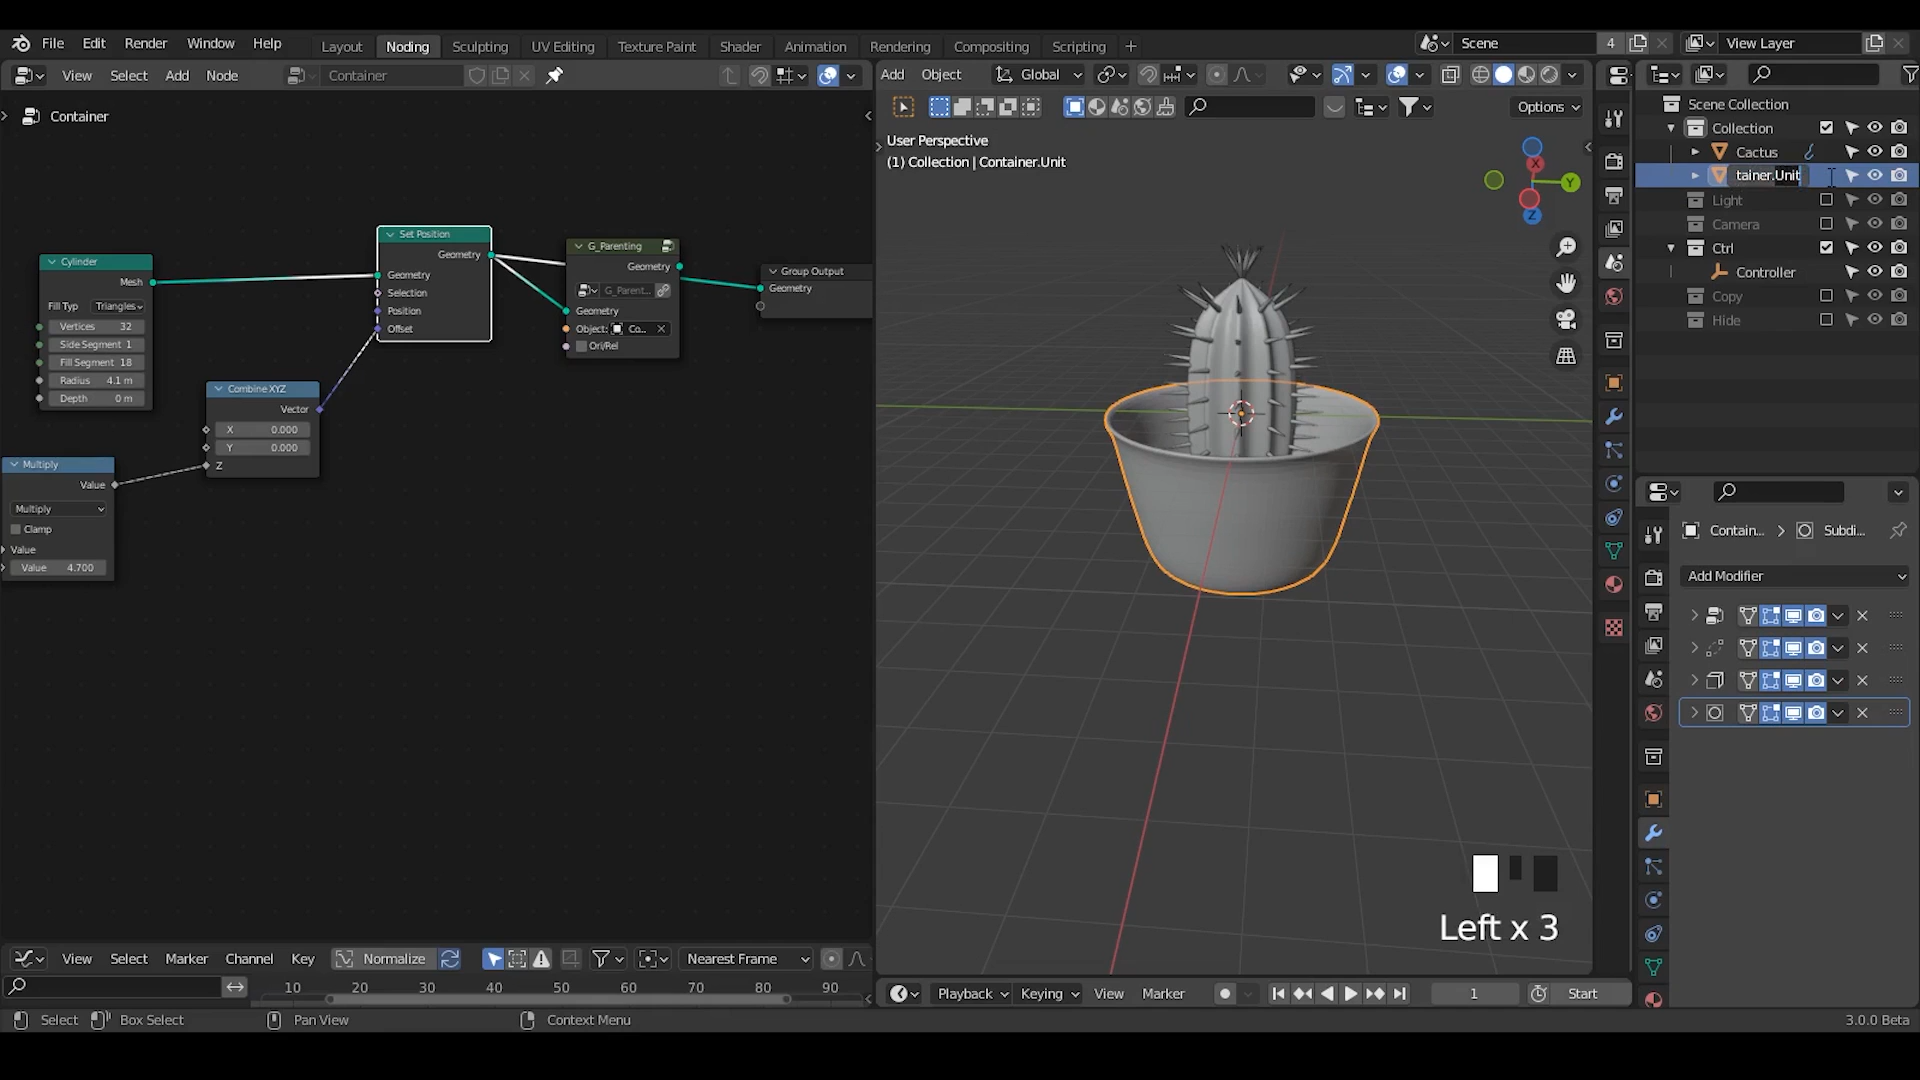 File Edit Render Window Help Layout Noding Sculpting UV Editing Texture Paint Shader Animation Rendering Compositing Scripting + Scene 4 View Layer
View Select Add Node Container
Add Object Global
Options
Container
User Perspective
(1) Collection | Container.Unit
Cylinder
Mesh
Fill Typ Triangles
Vertices 32
Side Segment 1
Fill Segment 18
Radius 4.1 m
Depth 0 m
Set Position
Geometry
Geometry
Selection
Position
Offset
G_Parenting
Geometry
G_Parent..
Geometry
Object: Co...
Ori/Rel
Group Output
Geometry
Combine XYZ
Vector
X 0.000
Y 0.000
Z
Multiply
Value
Multiply
Clamp
Value
Value 4.700
X
Y
Z
Scene Collection
Collection
Cactus
tainer.Unit
Light
Camera
Ctrl
Controller
Copy
Hide
Contain... > Subdi...
Add Modifier
Left x 3
View Select Marker Channel Key Normalize Nearest Frame
10 20 30 40 50 60 70 80 90
Playback Keying View Marker 1 Start
Select Box Select Pan View Context Menu 3.0.0 Beta